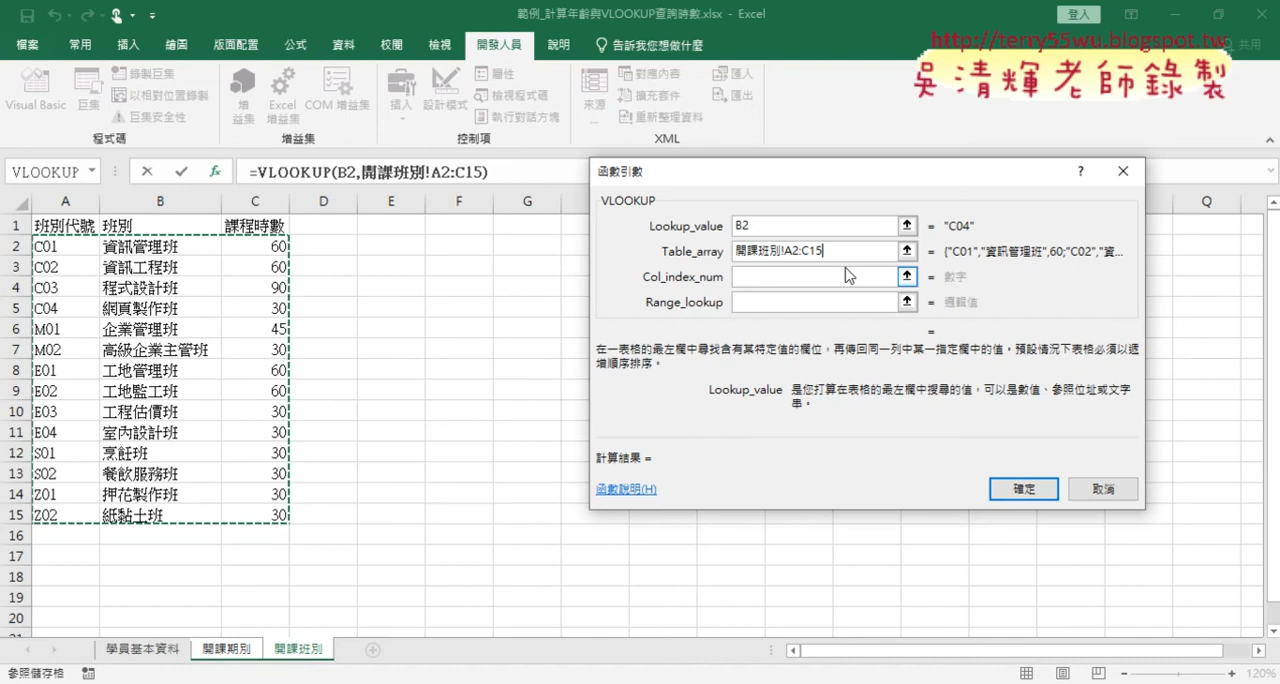 範例_計算年齡與VLOOKUP查詢時數.xlsx - Excel
登入
檔案 常用 插入 繪圖 版面配置 公式 資料 校閱 檢視 開發人員 說明 告訴我您想做什麼 共用
http://terry55wu.blogspot.tw
吳清輝老師錄製
Visual Basic 巨集 錄製巨集 以相對位置錄製 巨集安全性
程式碼
增益集 Excel 增益集 COM 增益集
增益集
插入 設計模式 屬性 檢視程式碼 執行對話方塊
控制項
來源 對應內容 擴充套件 重新整理資料 匯入 匯出
XML
VLOOKUP =VLOOKUP(B2,開課班別!A2:C15)
A B C D E F G Q
1 班別代號 班別 課程時數
2 C01 資訊管理班 60
3 C02 資訊工程班 60
4 C03 程式設計班 90
5 C04 網頁製作班 30
6 M01 企業管理班 45
7 M02 高級企業主管班 30
8 E01 工地管理班 60
9 E02 工地監工班 60
10 E03 工程估價班 30
11 E04 室內設計班 30
12 S01 烹飪班 30
13 S02 餐飲服務班 30
14 Z01 押花製作班 30
15 Z02 紙黏土班 30
16
17
18
19
20
函數引數 ?
VLOOKUP
Lookup_value B2 = "C04"
Table_array 開課班別!A2:C15 = {"C01","資訊管理班",60;"C02","資...
Col_index_num = 數字
Range_lookup = 邏輯值
=
在一表格的最左欄中尋找含有某特定值的欄位，再傳回同一列中某一指定欄中的值。預設情況下表格必須以遞
增順序排序。
Lookup_value 是您打算在表格的最左欄中搜尋的值，可以是數值、參照位址或文字
串。
計算結果 =
函數說明(H)
確定 取消
學員基本資料 開課期別 開課班別
參照儲存格 120%